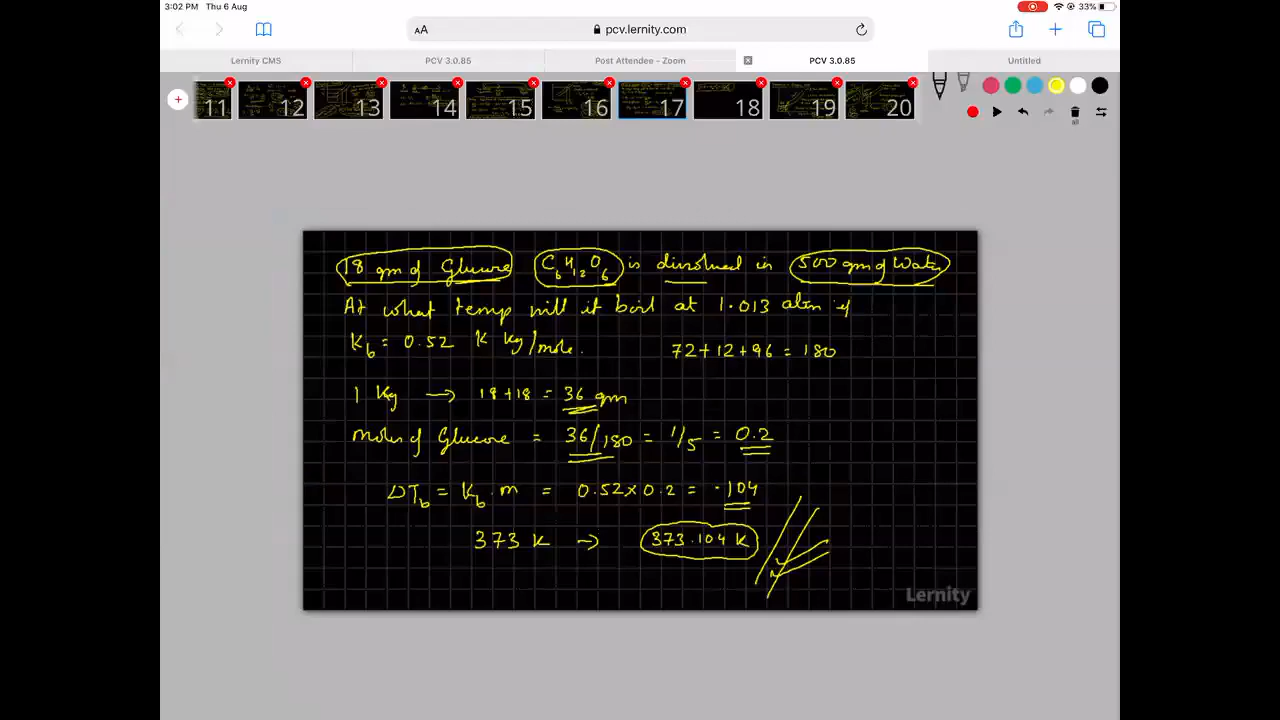 3:02 PM Thu 6 Aug
33%
AA
pcv.lernity.com
Lernity CMS
PCV 3.0.85
Post Attendee - Zoom
PCV 3.0.85
Untitled
11 12 13 14 15 16 17 18 19 20
all
18 gm of Glucose C6H12O6 is dissolved in 500 gm of Water
At what temp will it boil at 1.013 atm if
Kb = 0.52 K kg/mole.
72+12+96 = 180
1 Kg → 18+18 = 36 gm
moles of Glucose = 36/180 = 1/5 = 0.2
ΔTb = Kb . m = 0.52×0.2 = .104
373 K → 373.104 K
Lernity